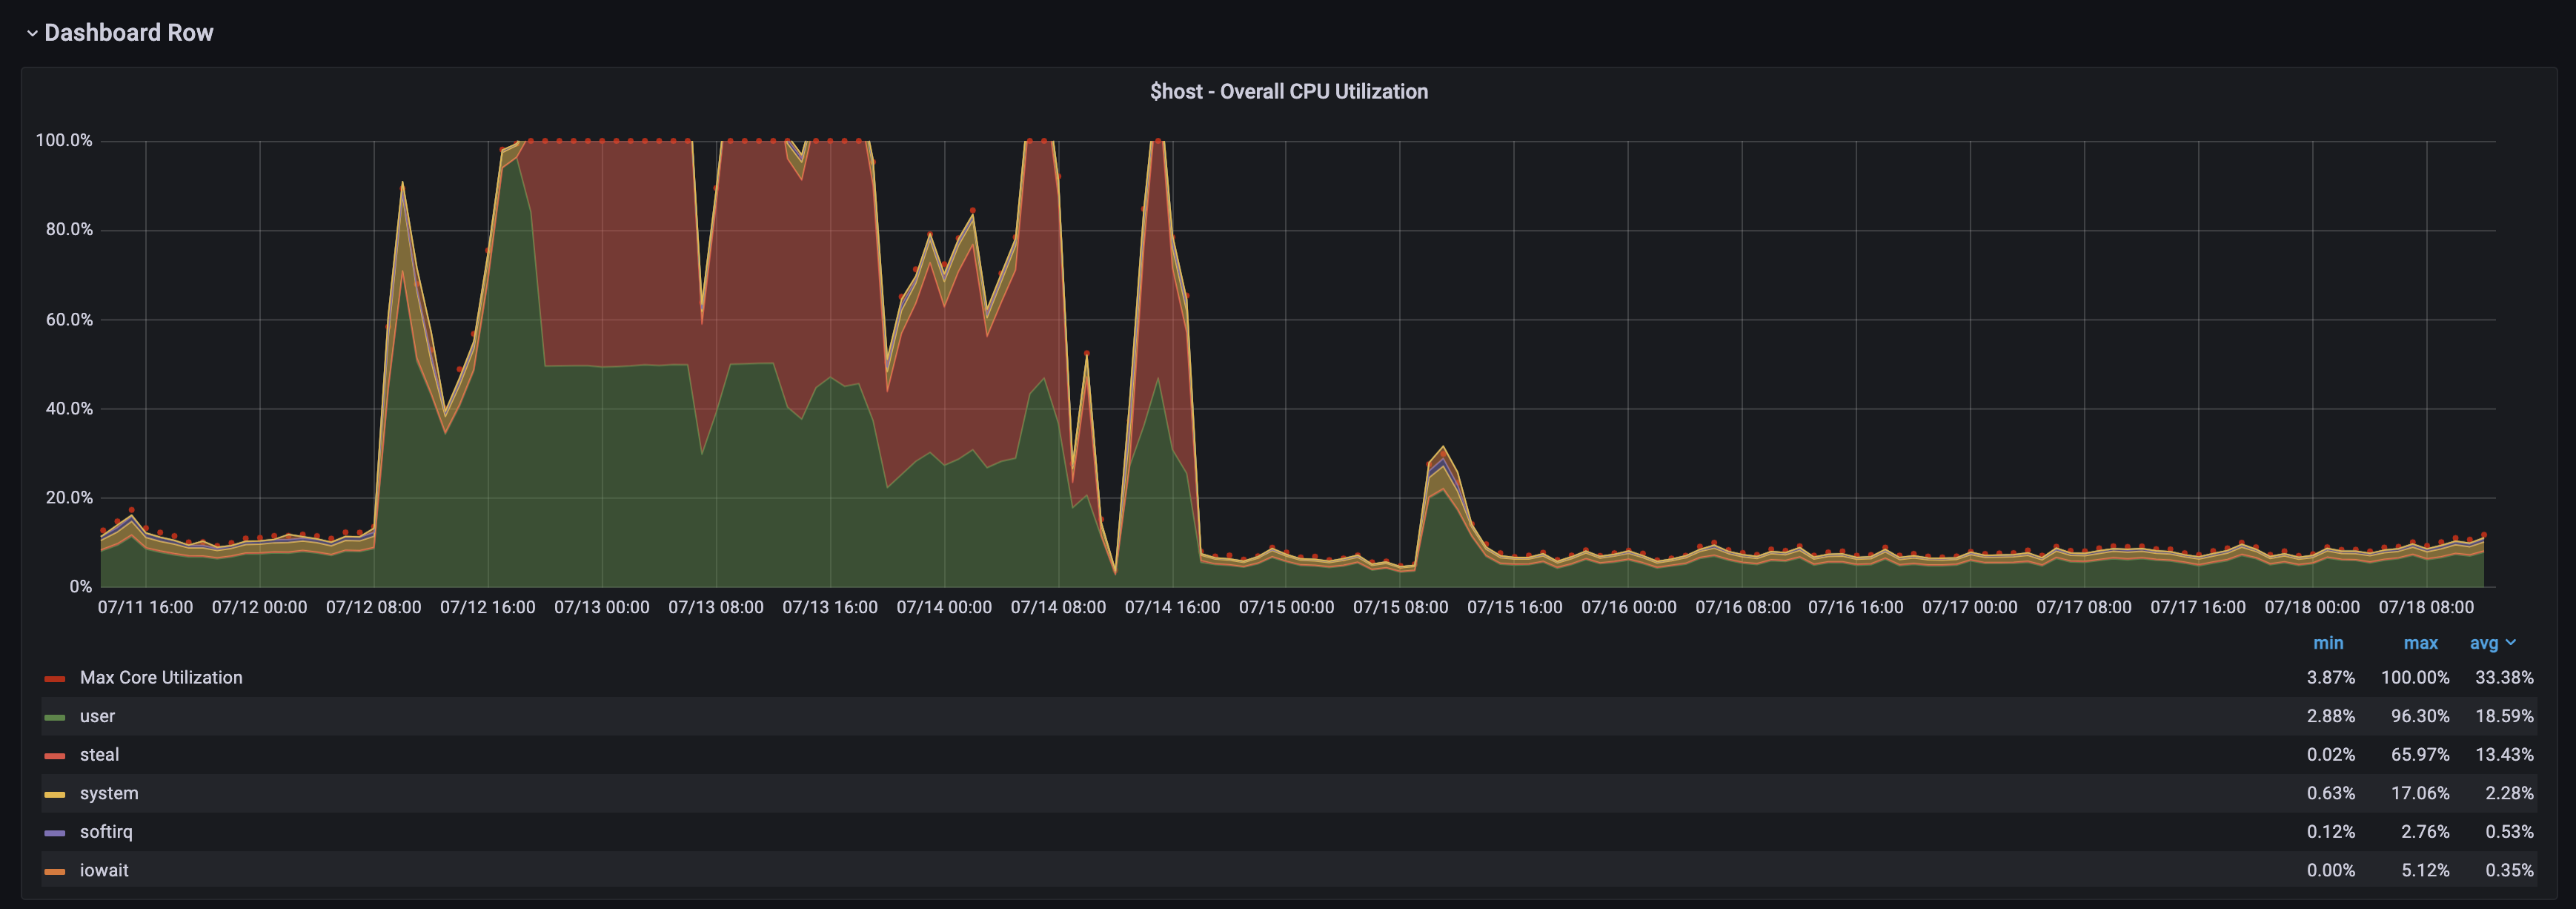 Dashboard Row
$host - Overall CPU Utilization
100.0%
80.0%
60.0%
40.0%
20.0%
0%
07/11 16:00 07/12 00:00 07/12 08:00 07/12 16:00 07/13 00:00 07/13 08:00 07/13 16:00 07/14 00:00 07/14 08:00 07/14 16:00 07/15 00:00 07/15 08:00 07/15 16:00 07/16 00:00 07/16 08:00 07/16 16:00 07/17 00:00 07/17 08:00 07/17 16:00 07/18 00:00 07/18 08:00
min max avg
Max Core Utilization 3.87% 100.00% 33.38%
user 2.88% 96.30% 18.59%
steal 0.02% 65.97% 13.43%
system 0.63% 17.06% 2.28%
softirq 0.12% 2.76% 0.53%
iowait 0.00% 5.12% 0.35%